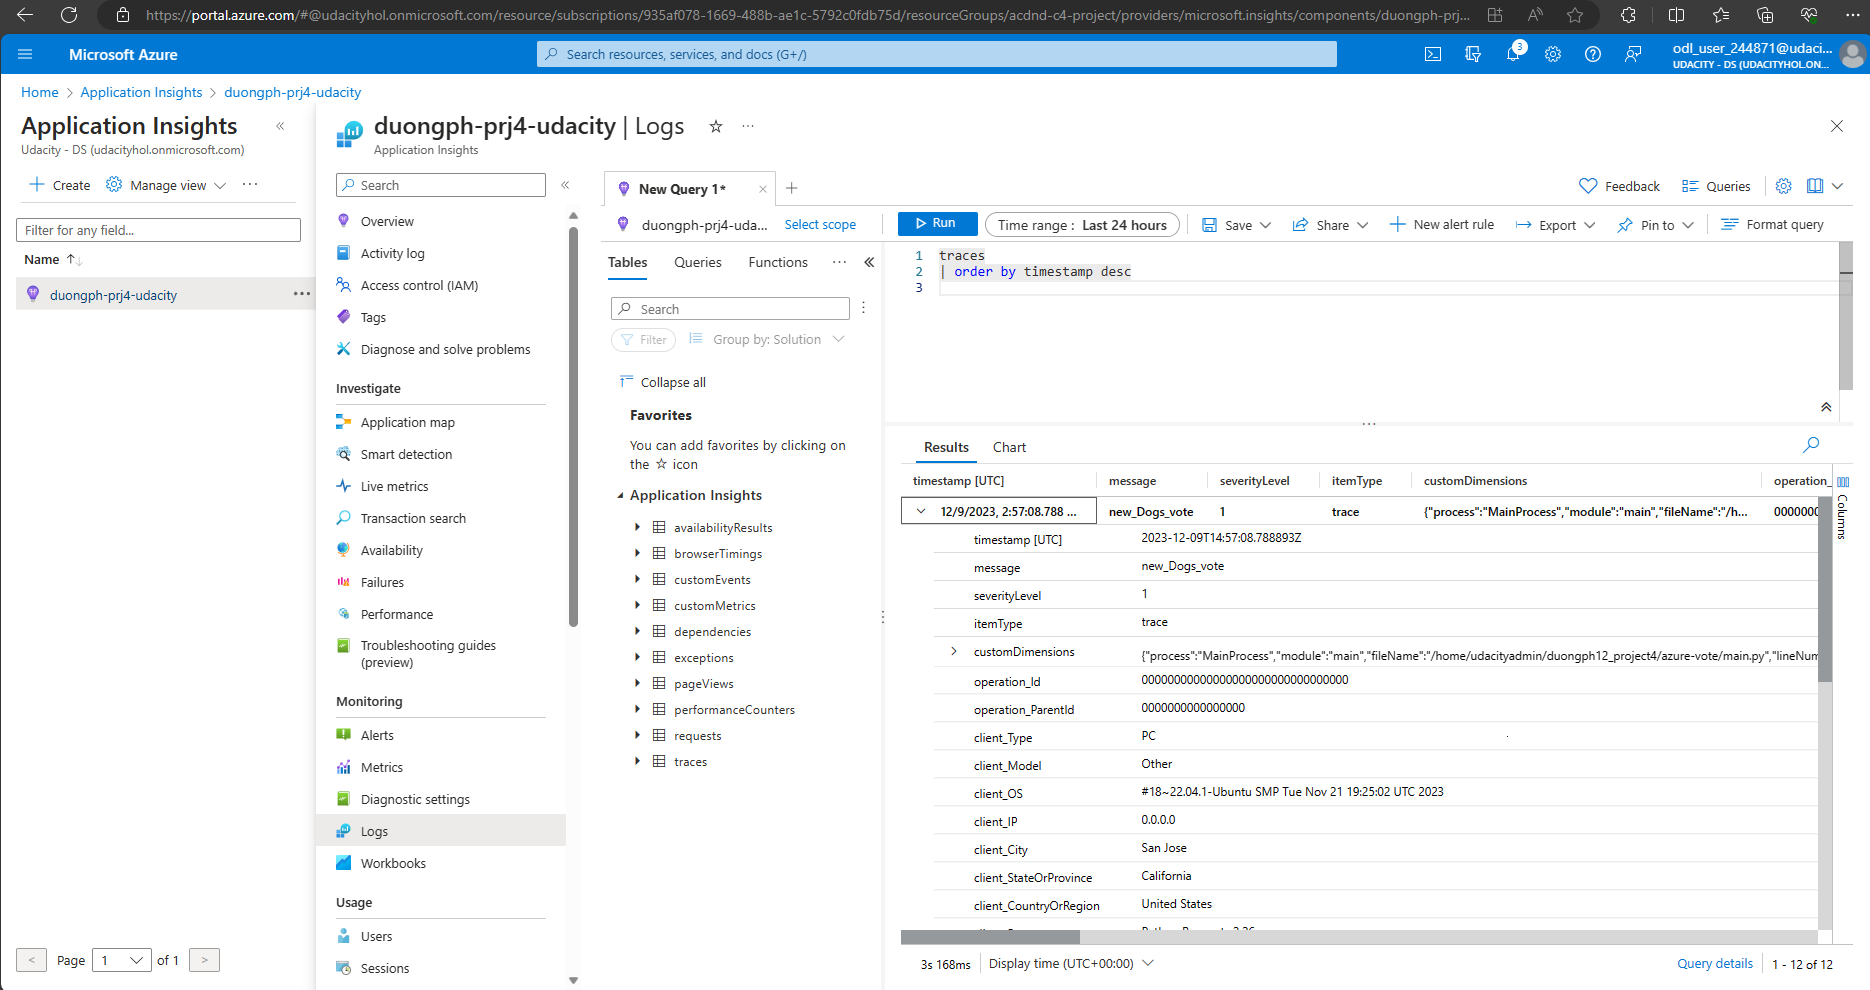 https://portal.azure.com/#@udacityhol.onmicrosoft.com/resource/subscriptions/935af078-1669-488b-ae1c-5792c0fdb75d/resourceGroups/acdnd-c4-project/providers/microsoft.insights/components/duongph-prj...
Microsoft Azure
Search resources, services, and docs (G+/)
3
odl_user_244871@udaci...
UDACITY - DS (UDACITYHOL.ON...
Home > Application Insights > duongph-prj4-udacity
Application Insights
Udacity - DS (udacityhol.onmicrosoft.com)
Create
Manage view
Filter for any field...
Name
duongph-prj4-udacity
Page 1 of 1
duongph-prj4-udacity | Logs
Application Insights
Search
Overview
Activity log
Access control (IAM)
Tags
Diagnose and solve problems
Investigate
Application map
Smart detection
Live metrics
Transaction search
Availability
Failures
Performance
Troubleshooting guides
(preview)
Monitoring
Alerts
Metrics
Diagnostic settings
Logs
Workbooks
Usage
Users
Sessions
New Query 1*
Feedback
Queries
duongph-prj4-uda...
Select scope
Run
Time range : Last 24 hours
Save
Share
New alert rule
Export
Pin to
Format query
Tables Queries Functions
Search
Filter
Group by: Solution
Collapse all
Favorites
You can add favorites by clicking on
the ☆ icon
Application Insights
availabilityResults
browserTimings
customEvents
customMetrics
dependencies
exceptions
pageViews
performanceCounters
requests
traces
1 traces
2 | order by timestamp desc
3
Results Chart
timestamp [UTC] message severityLevel itemType customDimensions operation_
12/9/2023, 2:57:08.788 ... new_Dogs_vote 1 trace {"process":"MainProcess","module":"main","fileName":"/h... 0000000
timestamp [UTC] 2023-12-09T14:57:08.788893Z
message new_Dogs_vote
severityLevel 1
itemType trace
customDimensions {"process":"MainProcess","module":"main","fileName":"/home/udacityadmin/duongph12_project4/azure-vote/main.py","lineNum
operation_Id 00000000000000000000000000000000
operation_ParentId 0000000000000000
client_Type PC
client_Model Other
client_OS #18~22.04.1-Ubuntu SMP Tue Nov 21 19:25:02 UTC 2023
client_IP 0.0.0.0
client_City San Jose
client_StateOrProvince California
client_CountryOrRegion United States
Columns
3s 168ms
Display time (UTC+00:00)
Query details
1 - 12 of 12